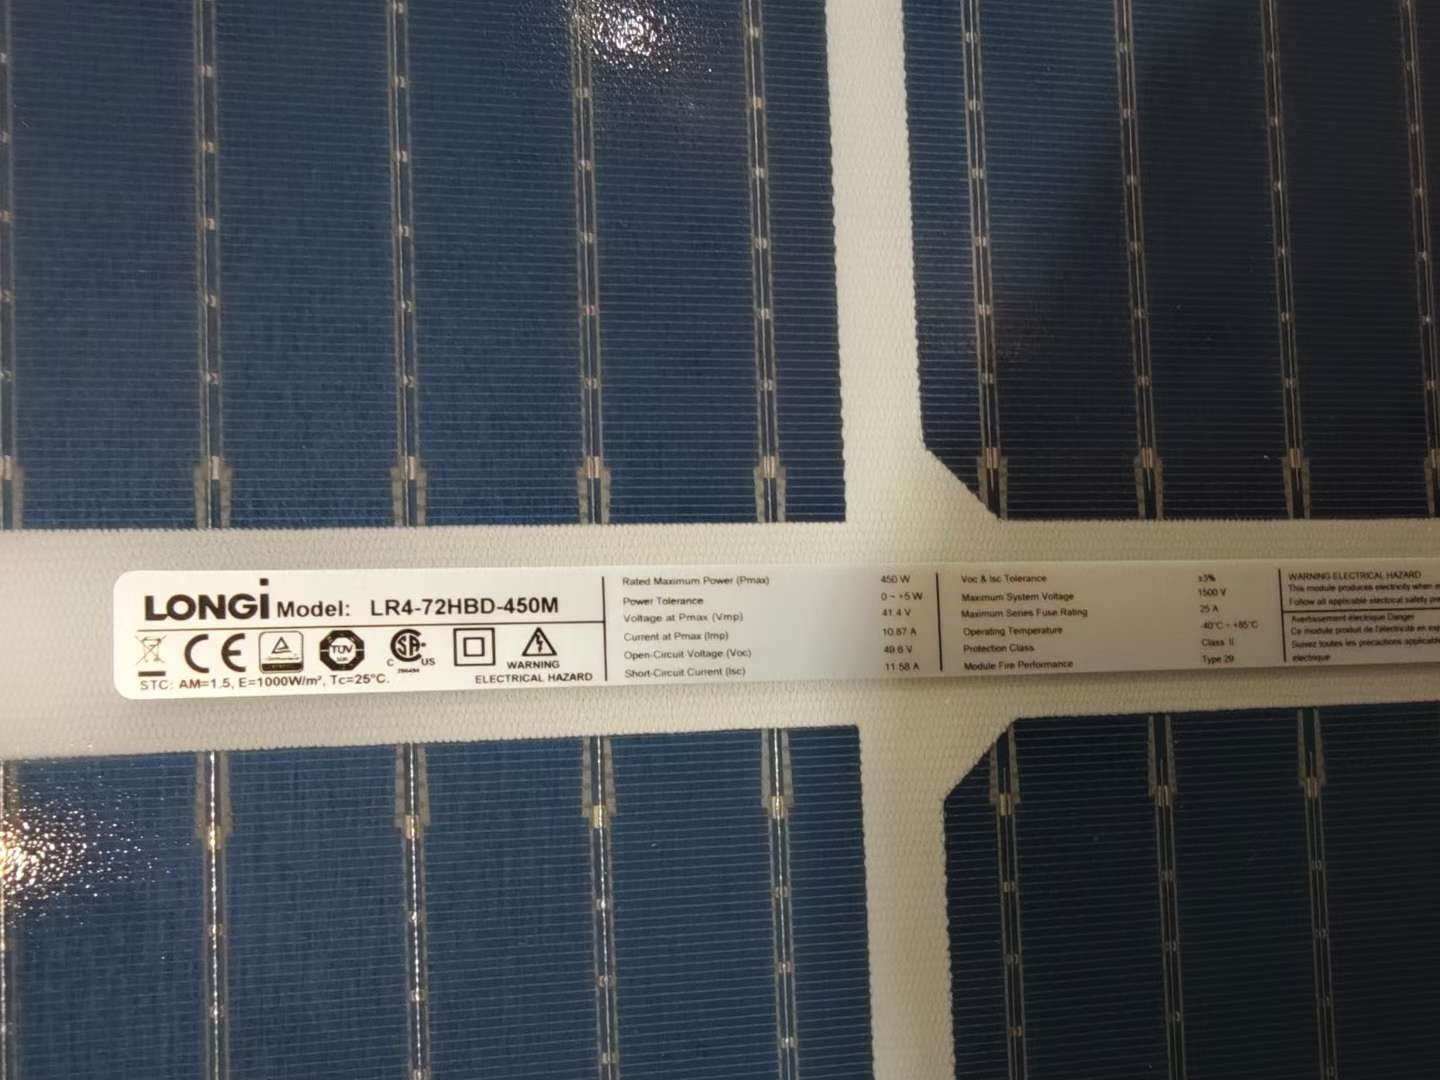 LONGi Model: LR4-72HBD-450M
TUV
SUD
SA
C US
WARNING
ELECTRICAL HAZARD
STC: AM=1.5, E=1000W/m², Tc=25°C.
Rated Maximum Power (Pmax) 450 W
Power Tolerance 0 ~ +5 W
Voltage at Pmax (Vmp) 41.4 V
Current at Pmax (Imp) 10.87 A
Open-Circuit Voltage (Voc) 49.6 V
Short-Circuit Current (Isc) 11.58 A
Voc & Isc Tolerance ±3%
Maximum System Voltage 1500 V
Maximum Series Fuse Rating 25 A
Operating Temperature -40°C ~ +85°C
Protection Class Class II
Module Fire Performance Type 29
WARNING ELECTRICAL HAZARD
This module produces electricity when
Follow all applicable electrical safety
Avertissement électrique Danger
Ce module produit de l'électricité en
Suivez toutes les précautions
électrique